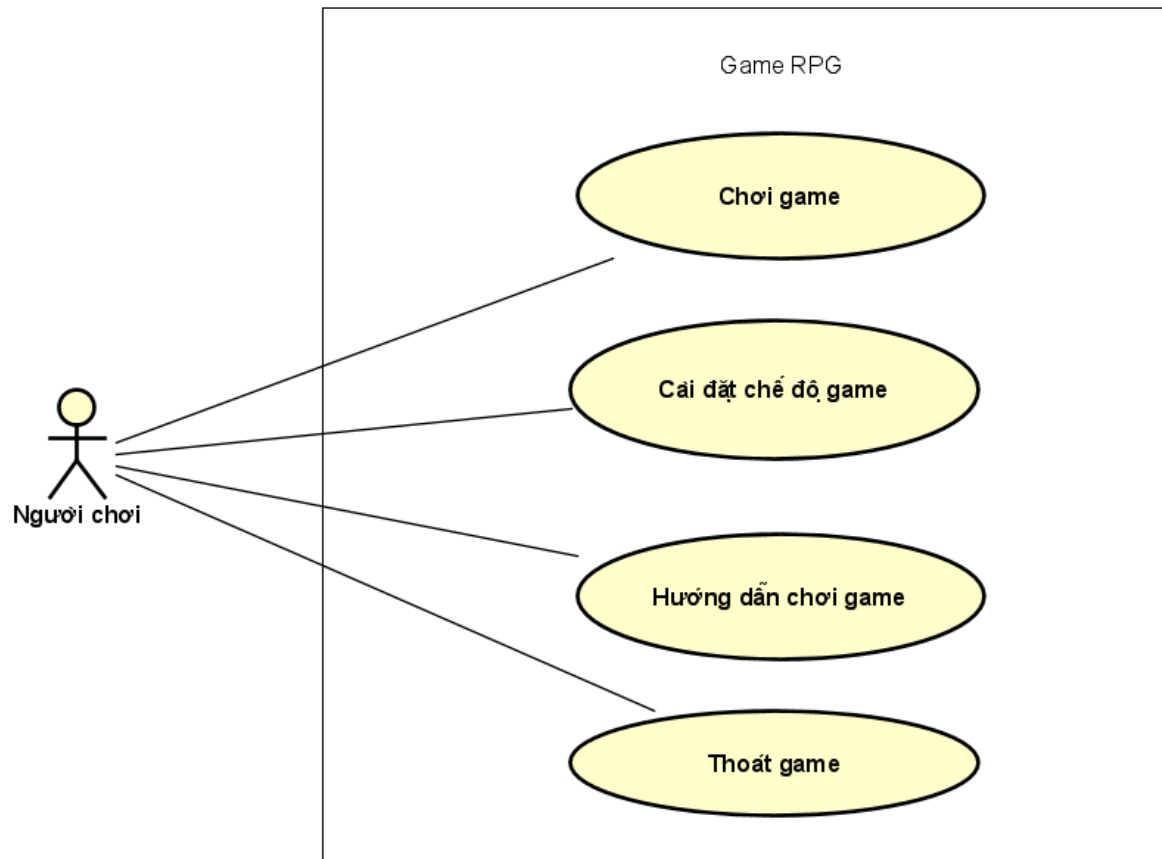 Game RPG
Chơi game
Cài đặt chế độ game
Người chơi
Hướng dẫn chơi game
Thoát game